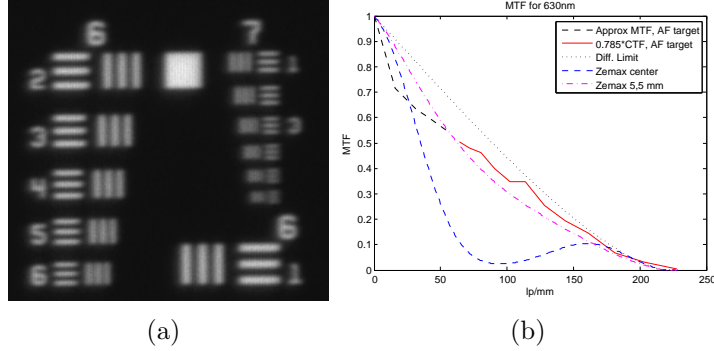 6 7
2 1
3 3
4
5 6
6 1
(a)
MTF for 630nm
1
0.9
0.8
0.7
0.6
0.5
0.4
0.3
0.2
0.1
0
MTF
0 50 100 150 200 250
lp/mm
Approx MTF, AF target
0.785*CTF, AF target
Diff. Limit
Zemax center
Zemax 5,5 mm
(b)